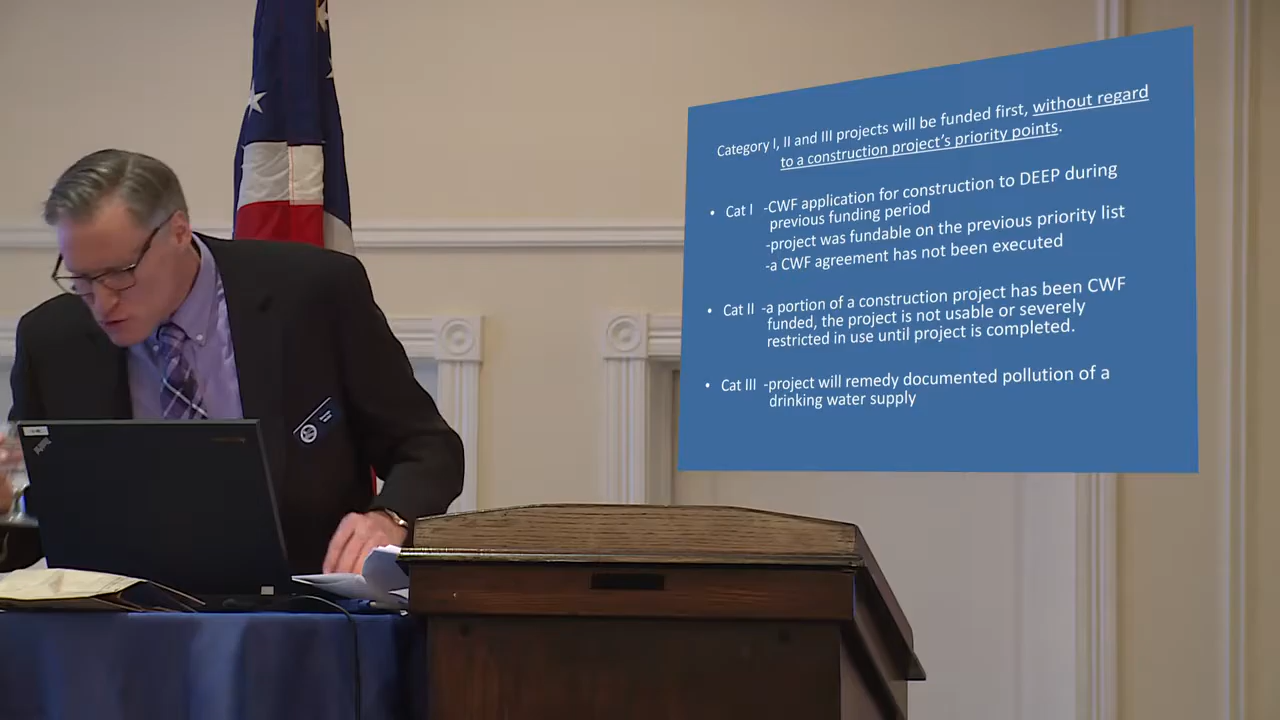 Category I, II and III projects will be funded first, without regard
to a construction project's priority points.
• Cat I -CWF application for construction to DEEP during
previous funding period
-project was fundable on the previous priority list
-a CWF agreement has not been executed
• Cat II -a portion of a construction project has been CWF
funded, the project is not usable or severely
restricted in use until project is completed.
• Cat III -project will remedy documented pollution of a
drinking water supply